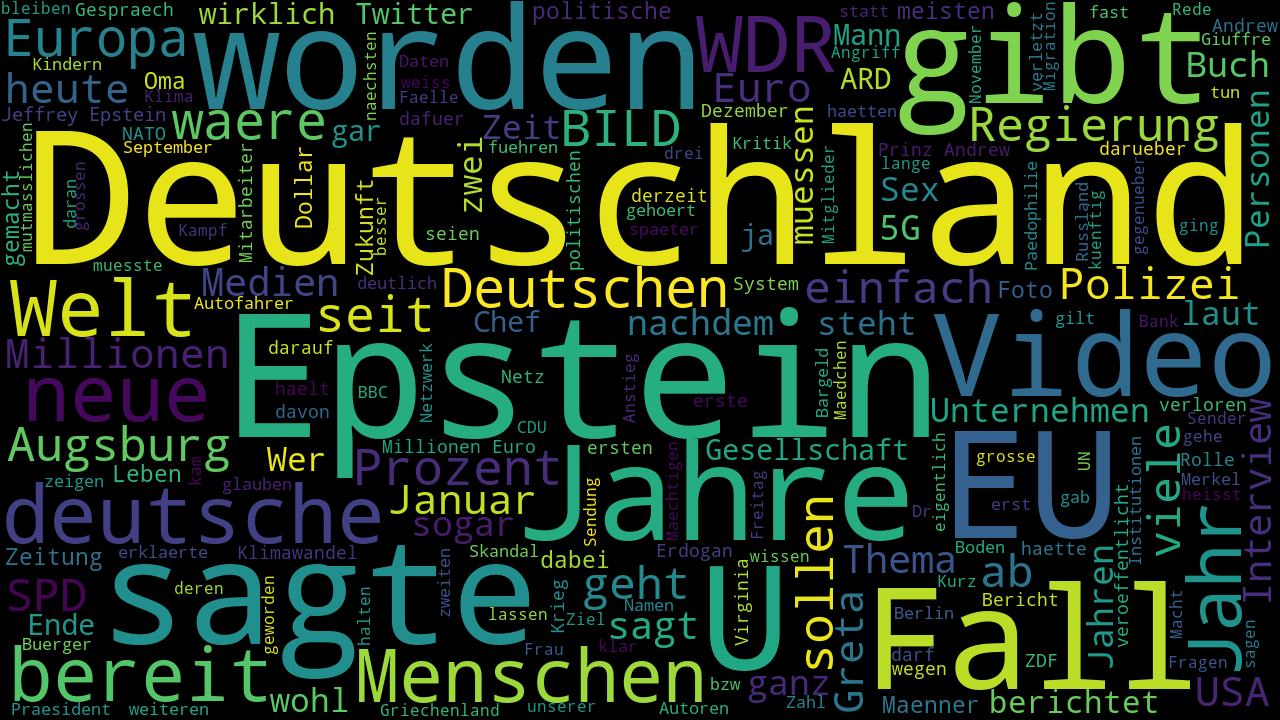 bleiben Gespraech wirklich Twitter politische statt meisten fast Rede
Europa worden WDR Mann gibt Andrew
Kindern naechsten Daten Angriff November verletzt Migration Giuffre
heute Oma Klima weiss Euro ARD Buch
Jeffrey Epstein Faelle Dezember haetten tun
NATO waere gar dafuer Zeit BILD Regierung Personen
September fuehren drei Kritik Prinz Andrew darueber
Deutschland
gemacht mutmasslichen daran grossen Mitarbeiter Dollar Zukunft besser zwei derzeit muessen Mitglieder lange Sex
Kampf gehoert politischen spaeter 5G Paedophilie Russland kuenftig gegenueber ging
muesste seien ja
Medien deutlich Deutschen System einfach Foto Polizei
Welt Autofahrer seit Chef nachdem steht gilt Bank laut
Millionen darauf Epstein Video
neue haelt BBC Netzwerk Netz Anstieg erste Bargeld Maedchen
davon CDU Unternehmen verloren Sender
Augsburg Wer Millionen Euro ersten Gesellschaft eigentlich grosse UN gehe Interview
zeigen Leben kam glauben Prozent Jahre EU viele Rolle Merkel
deutsche Januar sogar Sendung Maechtigen Freitag Dr erst gab veroeffentlicht Institutionen heisst
Zeitung erklaerte Klimawandel Skandal dabei Erdogan wissen sollen Thema Boden haette Jahr
SPD sagte deren geworden halten zweiten lassen Krieg geht Namen Virginia U Greta Kurz ab Jahren Macht
Ende Ziel sagt Fall Berlin Bericht sagen
Buerger Frau klar darf ZDF Fragen
bereit Menschen bzw ganz wegen
Praesident weiteren wohl Griechenland unserer Autoren Zahl Maenner berichtet USA